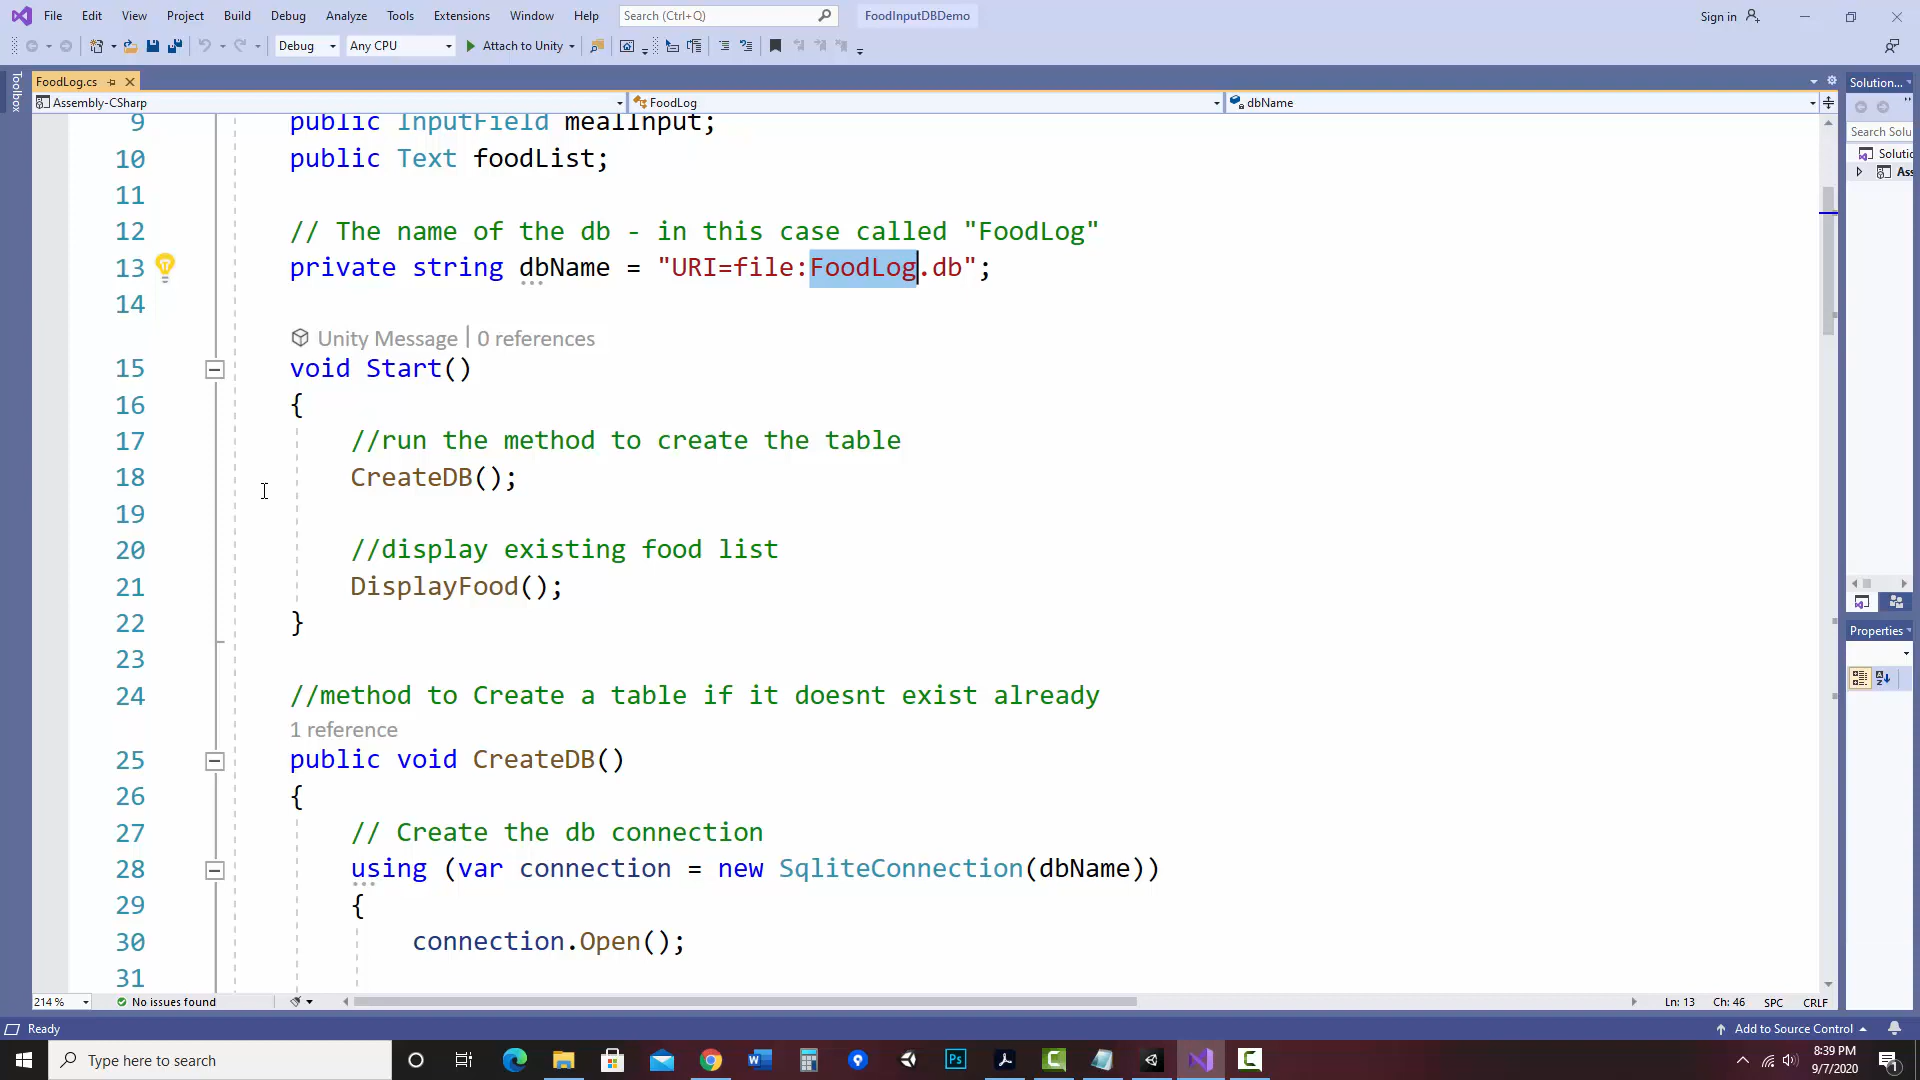 File Edit View Project Build Debug Analyze Tools Extensions Window Help Search (Ctrl+Q) FoodInputDBDemo Sign in
Debug Any CPU Attach to Unity
Toolbox
FoodLog.cs Solution...
Assembly-CSharp FoodLog dbName
Search Solu
Solutic
Ass
9 public InputField mealInput;
10 public Text foodList;
11
12 // The name of the db - in this case called "FoodLog"
13 private string dbName = "URI=file:FoodLog.db";
14
Unity Message | 0 references
15 void Start()
16 {
17 //run the method to create the table
18 CreateDB();
19
20 //display existing food list
21 DisplayFood();
22 }
23
24 //method to Create a table if it doesnt exist already
1 reference
25 public void CreateDB()
26 {
27 // Create the db connection
28 using (var connection = new SqliteConnection(dbName))
29 {
30 connection.Open();
31
Properties
214 % No issues found Ln: 13 Ch: 46 SPC CRLF
Ready Add to Source Control
Type here to search 8:39 PM
9/7/2020